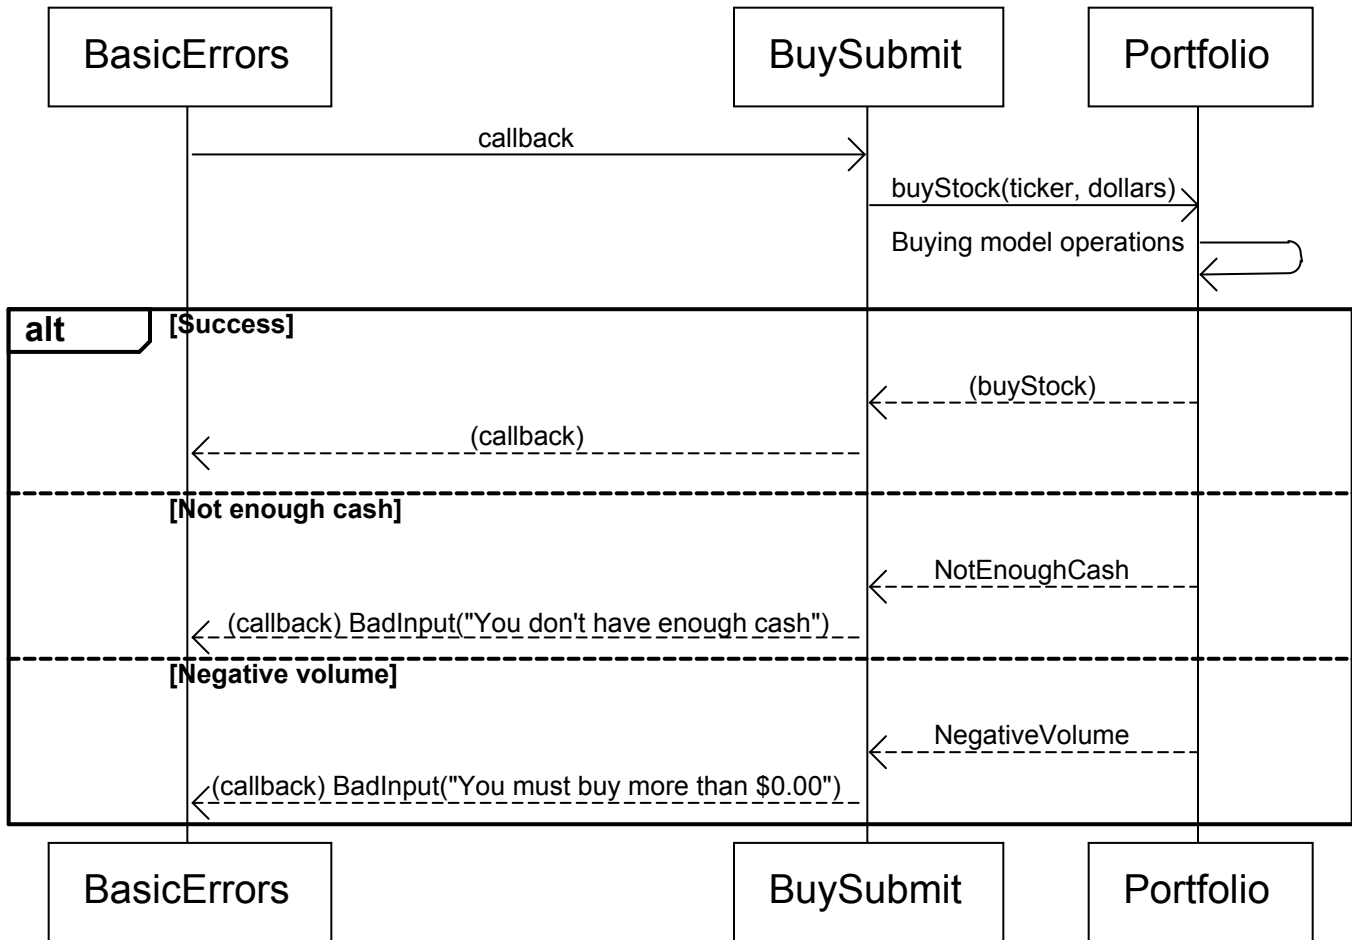 BasicErrors
BuySubmit
Portfolio
callback
buyStock(ticker, dollars)
Buying model operations
alt
[Success]
(buyStock)
(callback)
[Not enough cash]
NotEnoughCash
(callback) BadInput("You don't have enough cash")
[Negative volume]
NegativeVolume
(callback) BadInput("You must buy more than $0.00")
BasicErrors
BuySubmit
Portfolio